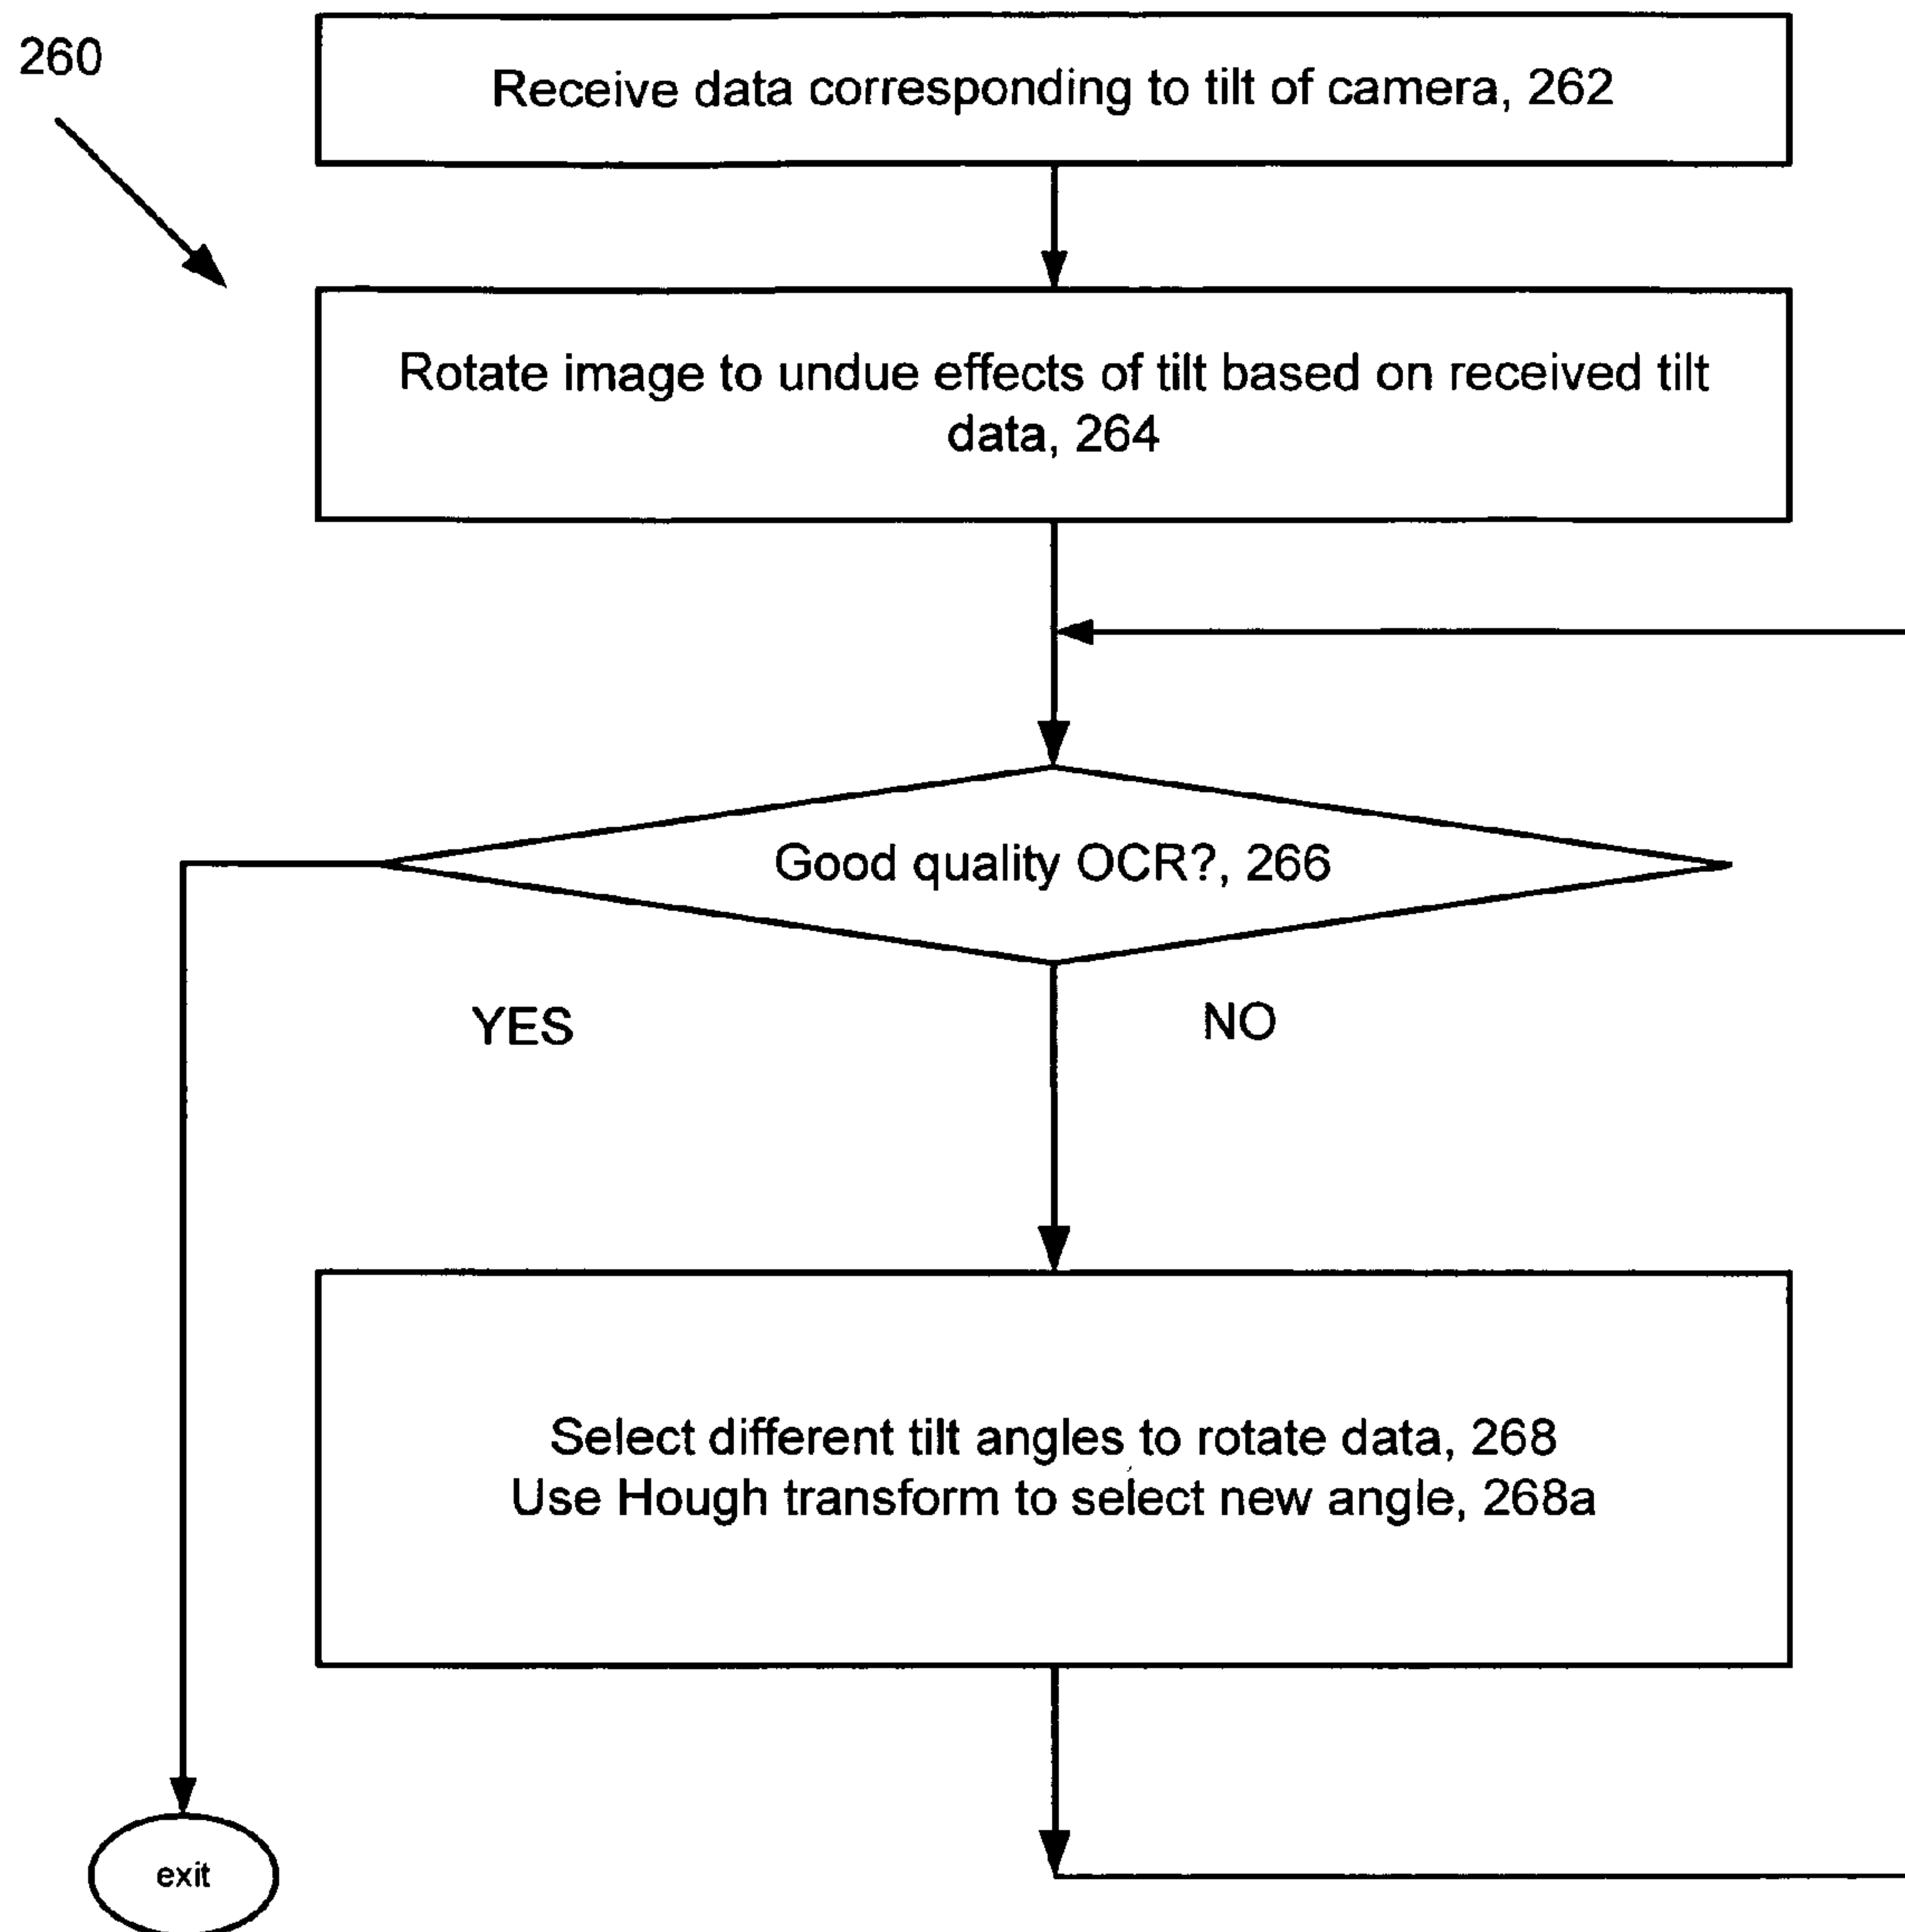 260
Receive data corresponding to tilt of camera, 262
Rotate image to undue effects of tilt based on received tilt
data, 264
Good quality OCR?, 266
YES
NO
Select different tilt angles to rotate data, 268
Use Hough transform to select new angle, 268a
exit